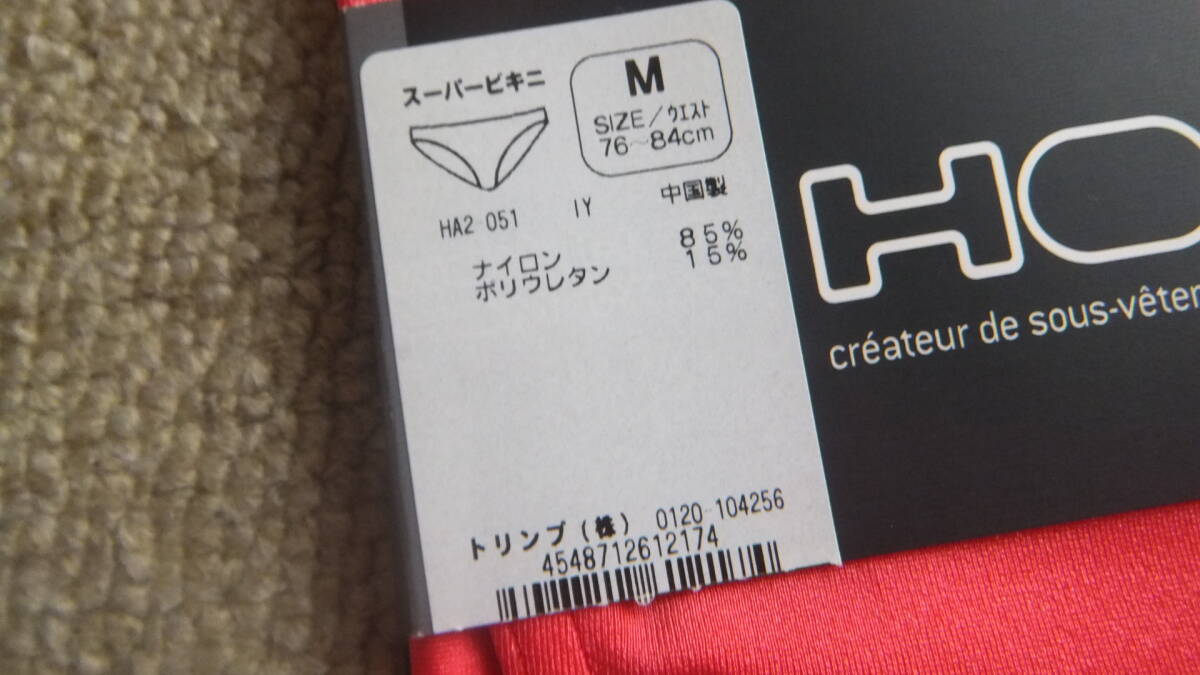 スーパービキニ
M
SIZE/ウエスト
76~84cm
HA2 051 IY 中国製
ナイロン 85%
ポリウレタン 15%
トリンプ(株) 0120-104256
4548712612174
HO
créateur de sous-vêter